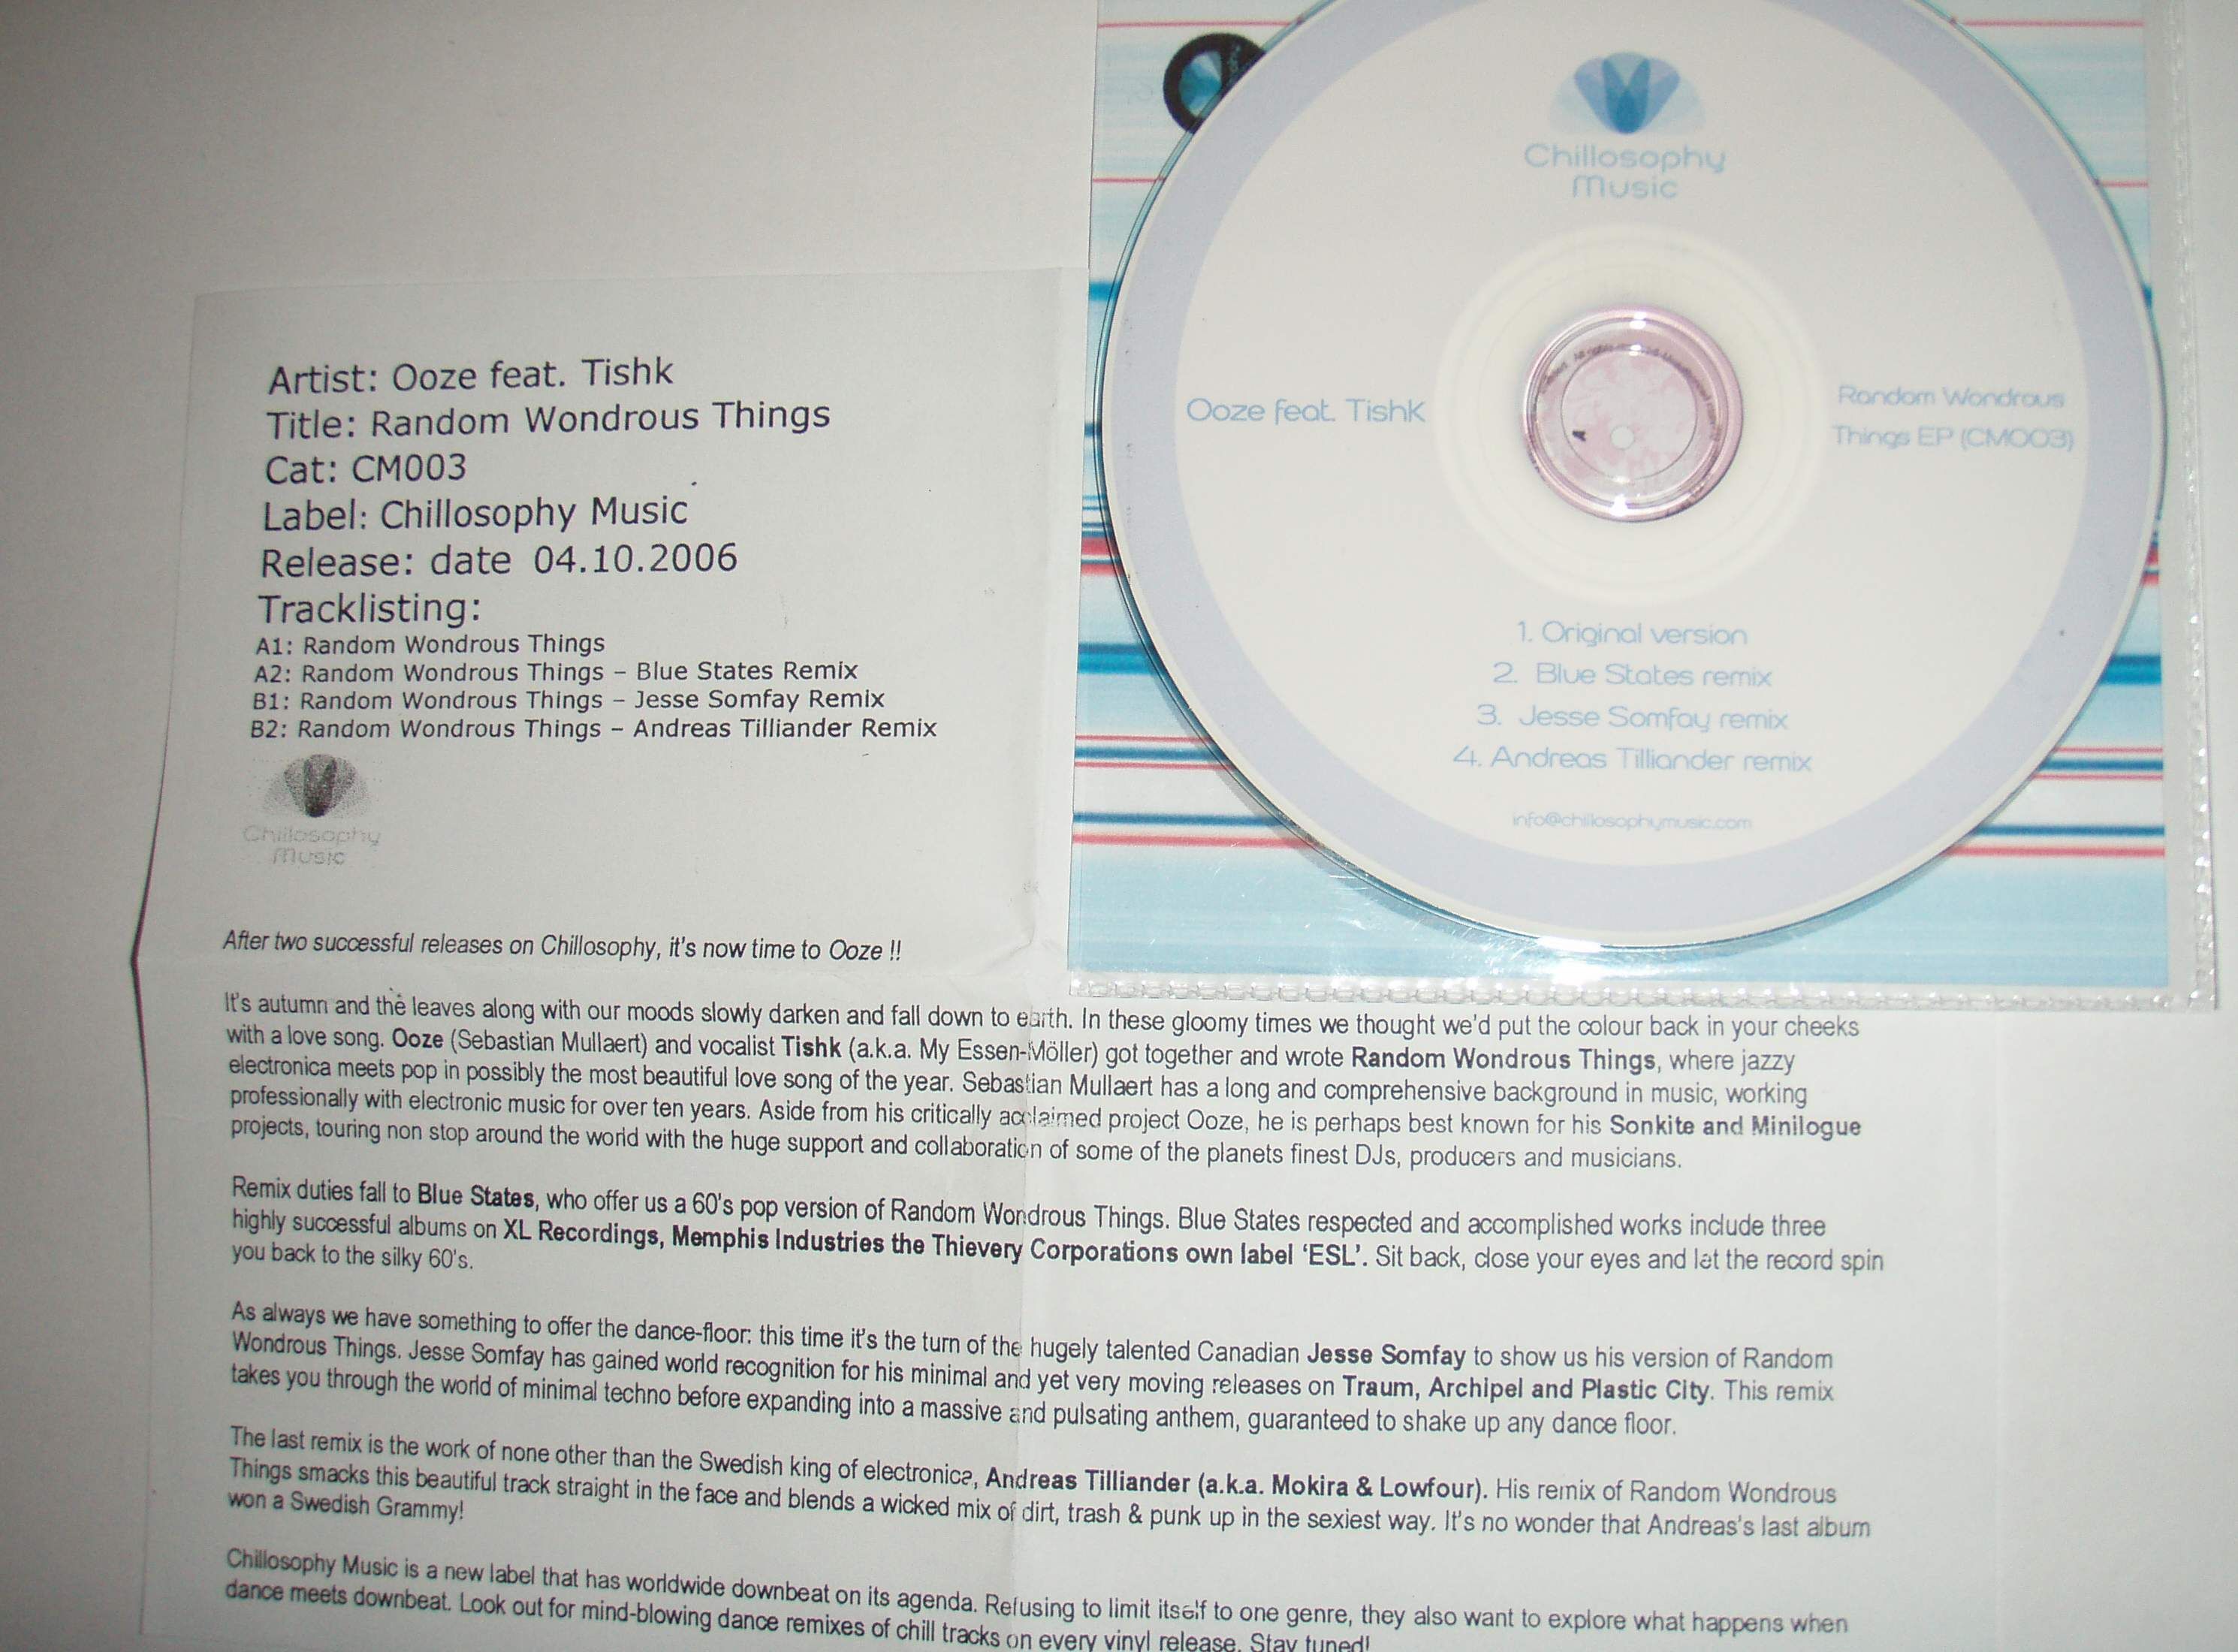 Artist: Ooze feat. Tishk
Title: Random Wondrous Things
Cat: CM003
Label: Chillosophy Music
Release: date 04.10.2006
Tracklisting:
A1: Random Wondrous Things
A2: Random Wondrous Things – Blue States Remix
B1: Random Wondrous Things – Jesse Somfay Remix
B2: Random Wondrous Things – Andreas Tilliander Remix
Chillosophy
Music
After two successful releases on Chillosophy, it's now time to Ooze !!
It's autumn and the leaves along with our moods slowly darken and fall down to earth. In these gloomy times we thought we'd put the colour back in your cheeks
with a love song. Ooze (Sebastian Mullaert) and vocalist Tishk (a.k.a. My Essen-Möller) got together and wrote Random Wondrous Things, where jazzy
electronica meets pop in possibly the most beautiful love song of the year. Sebastian Mullaert has a long and comprehensive background in music, working
professionally with electronic music for over ten years. Aside from his critically acclaimed project Ooze, he is perhaps best known for his Sonkite and Minilogue
projects, touring non stop around the world with the huge support and collaboration of some of the planets finest DJs, producers and musicians.
Remix duties fall to Blue States, who offer us a 60's pop version of Random Wondrous Things. Blue States respected and accomplished works include three
highly successful albums on XL Recordings, Memphis Industries the Thievery Corporations own label ‘ESL’. Sit back, close your eyes and let the record spin
you back to the silky 60's.
As always we have something to offer the dance-floor: this time it's the turn of the hugely talented Canadian Jesse Somfay to show us his version of Random
Wondrous Things. Jesse Somfay has gained world recognition for his minimal and yet very moving releases on Traum, Archipel and Plastic City. This remix
takes you through the world of minimal techno before expanding into a massive and pulsating anthem, guaranteed to shake up any dance floor.
The last remix is the work of none other than the Swedish king of electronica, Andreas Tilliander (a.k.a. Mokira & Lowfour). His remix of Random Wondrous
Things smacks this beautiful track straight in the face and blends a wicked mix of dirt, trash & punk up in the sexiest way. It's no wonder that Andreas's last album
won a Swedish Grammy!
Chillosophy Music is a new label that has worldwide downbeat on its agenda. Refusing to limit itself to one genre, they also want to explore what happens when
dance meets downbeat. Look out for mind-blowing dance remixes of chill tracks on every vinyl release. Stay tuned!
Chillosophy
Music
Ooze feat. Tishk
Random Wondrous
Things EP (CM003)
A
1. Original version
2. Blue States remix
3. Jesse Somfay remix
4. Andreas Tilliander remix
info@chillosophymusic.com